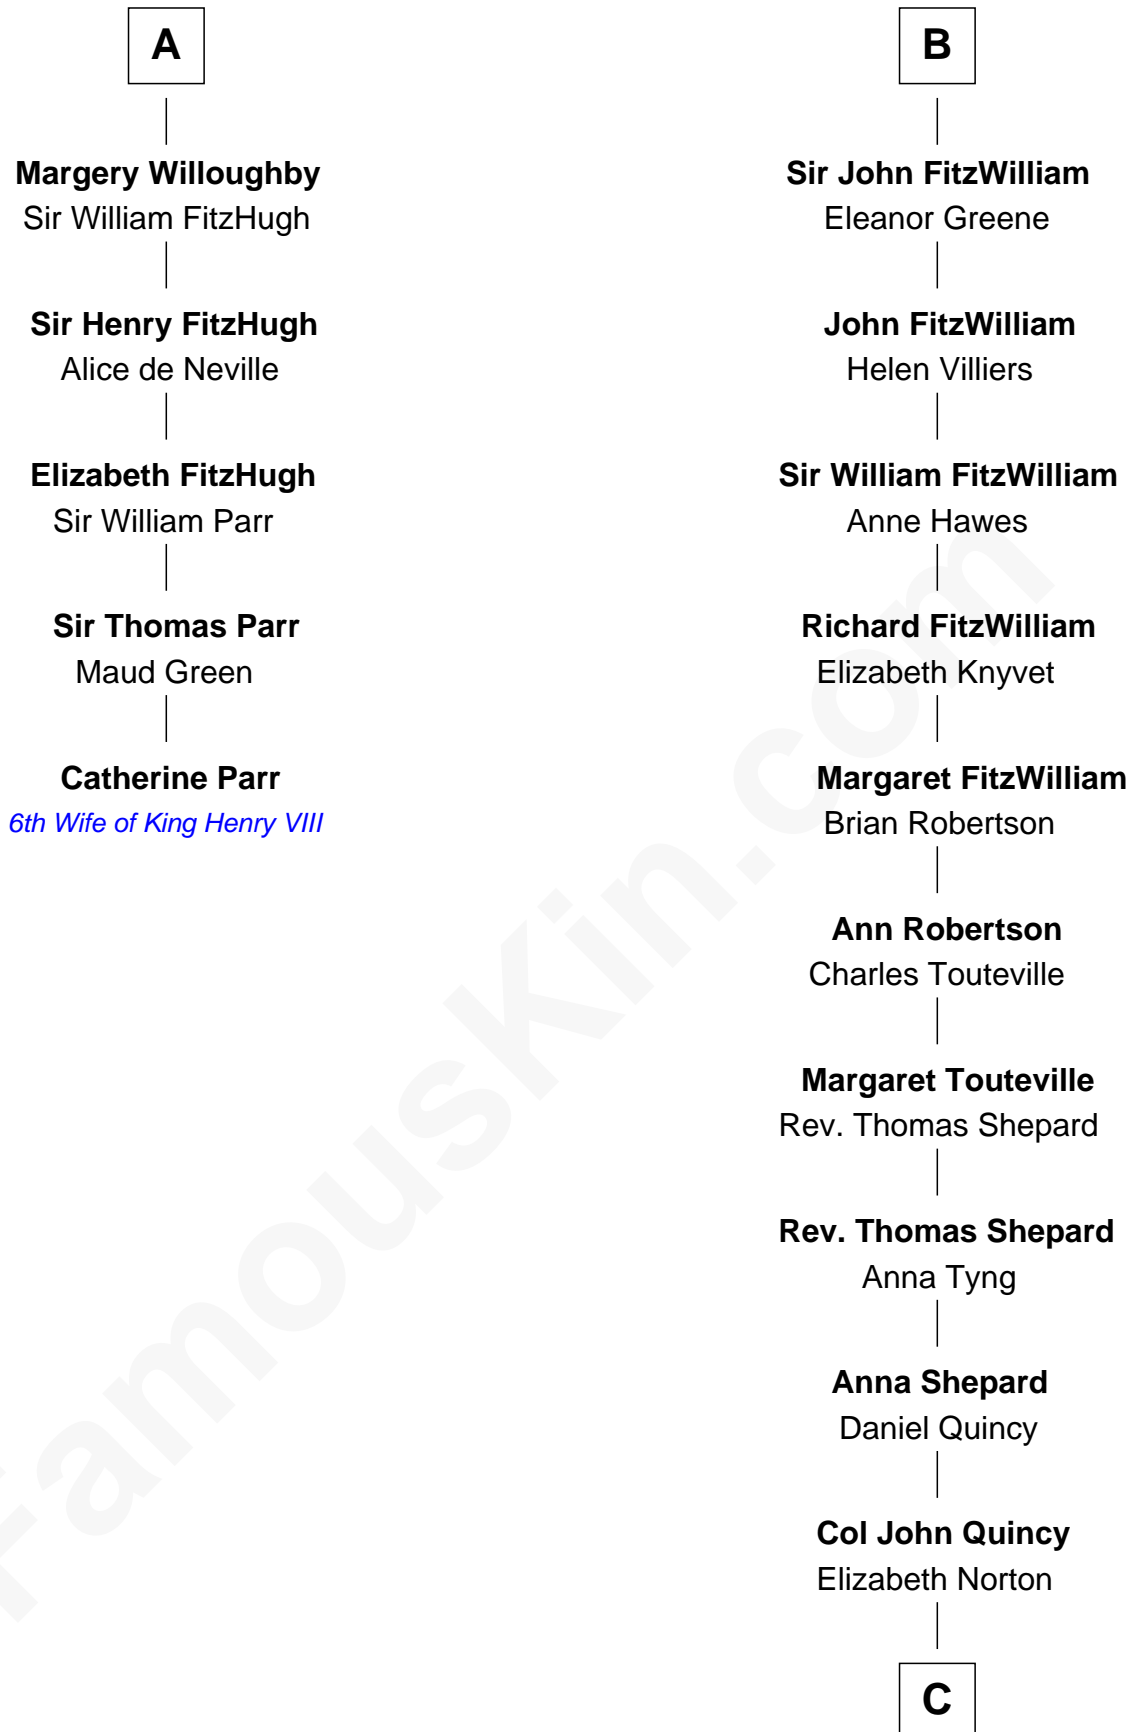 A
Margery Willoughby
Sir William FitzHugh
Sir Henry FitzHugh
Alice de Neville
Elizabeth FitzHugh
Sir William Parr
Sir Thomas Parr
Maud Green
Catherine Parr
6th Wife of King Henry VIII
B
Sir John FitzWilliam
Eleanor Greene
John FitzWilliam
Helen Villiers
Sir William FitzWilliam
Anne Hawes
Richard FitzWilliam
Elizabeth Knyvet
Margaret FitzWilliam
Brian Robertson
Ann Robertson
Charles Touteville
Margaret Touteville
Rev. Thomas Shepard
Rev. Thomas Shepard
Anna Tyng
Anna Shepard
Daniel Quincy
Col John Quincy
Elizabeth Norton
C
FamousKin.com